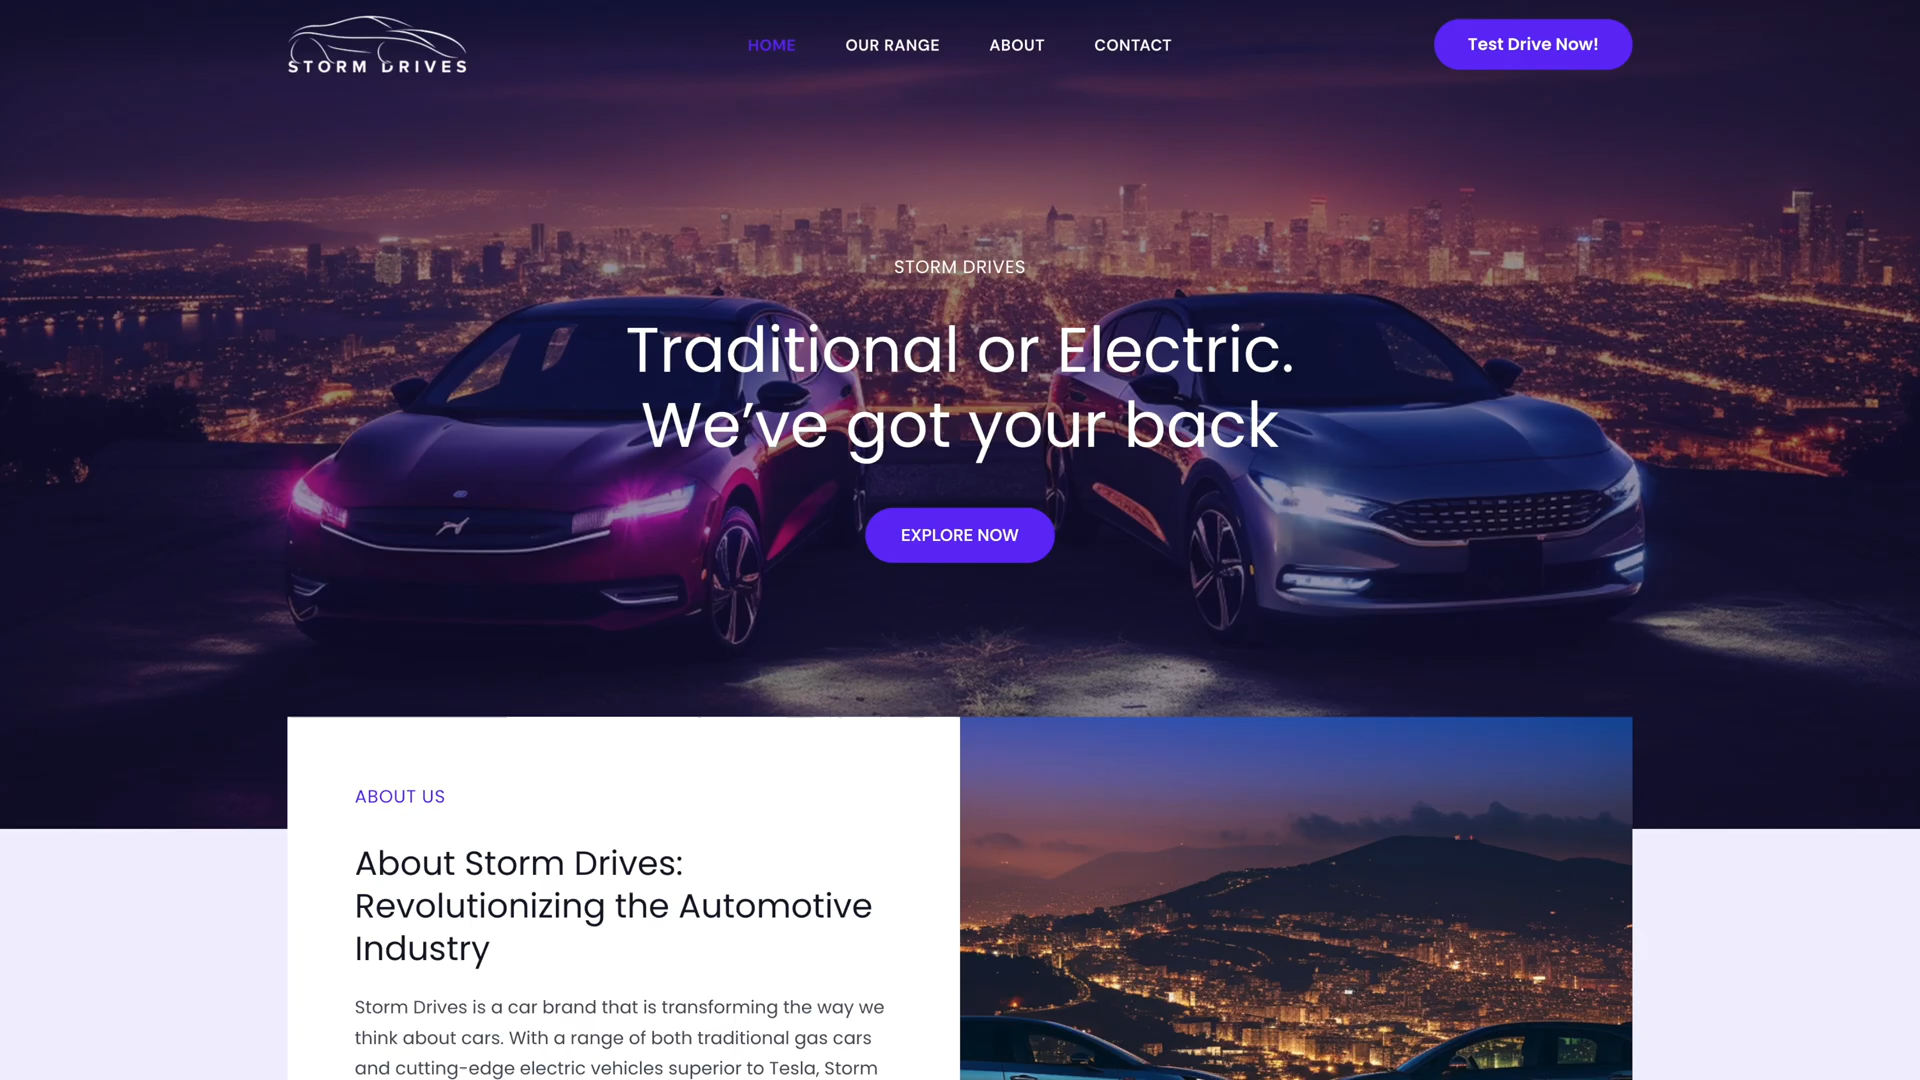 STORM DRIVES
HOME
OUR RANGE
ABOUT
CONTACT
Test Drive Now!
STORM DRIVES
Traditional or Electric.
We’ve got your back
EXPLORE NOW
ABOUT US
About Storm Drives:
Revolutionizing the Automotive
Industry
Storm Drives is a car brand that is transforming the way we
think about cars. With a range of both traditional gas cars
and cutting-edge electric vehicles superior to Tesla, Storm